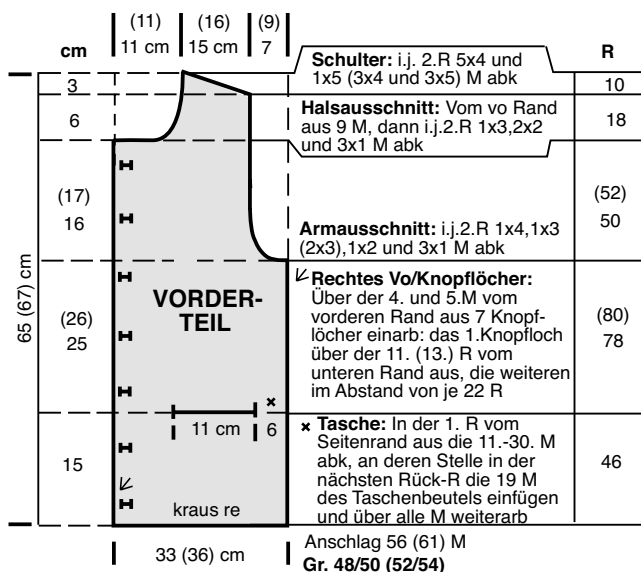 (11) (16) (9)
11 cm 15 cm 7
cm
R
Schulter: i.j. 2.R 5x4 und
1x5 (3x4 und 3x5) M abk
3
10
Halsausschnitt: Vom vo Rand
aus 9 M, dann i.j.2.R 1x3,2x2
und 3x1 M abk
6
18
(17)
16
(52)
50
Armausschnitt: i.j.2.R 1x4,1x3
(2x3),1x2 und 3x1 M abk
65 (67) cm
(26)
25
VORDER-
TEIL
Rechtes Vo/Knopflöcher:
Über der 4. und 5.M vom
vorderen Rand aus 7 Knopf-
löcher einarb: das 1.Knopfloch
über der 11. (13.) R vom
unteren Rand aus, die weiteren
im Abstand von je 22 R
(80)
78
x
11 cm 6
15
x Tasche: In der 1. R vom
Seitenrand aus die 11.-30. M
abk, an deren Stelle in der
nächsten Rück-R die 19 M
des Taschenbeutels einfügen
und über alle M weiterarb
46
kraus re
33 (36) cm
Anschlag 56 (61) M
Gr. 48/50 (52/54)